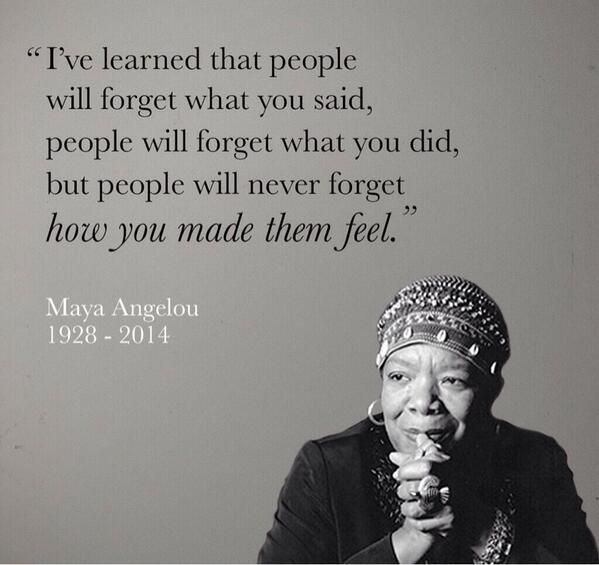 “I’ve learned that people
will forget what you said,
people will forget what you did,
but people will never forget
how you made them feel.”
Maya Angelou
1928 - 2014